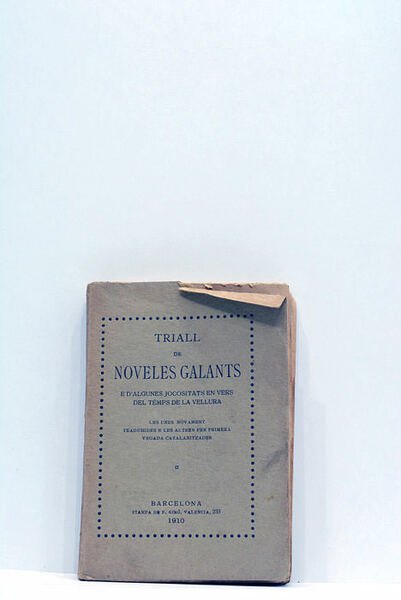 TRIALL
DE
NOVELES GALANTS
E D'ALGUNES JOCOSITATS EN VERS
DEL TEMPS DE LA VELLURA
LES UNES NOVAMENT
TRADUHIDES E LES ALTRES PER PRIMERA
VEGADA CATALANITZADES
BARCELONA
STAMPA DE F. GIRÓ, VALENCIA, 233
1910